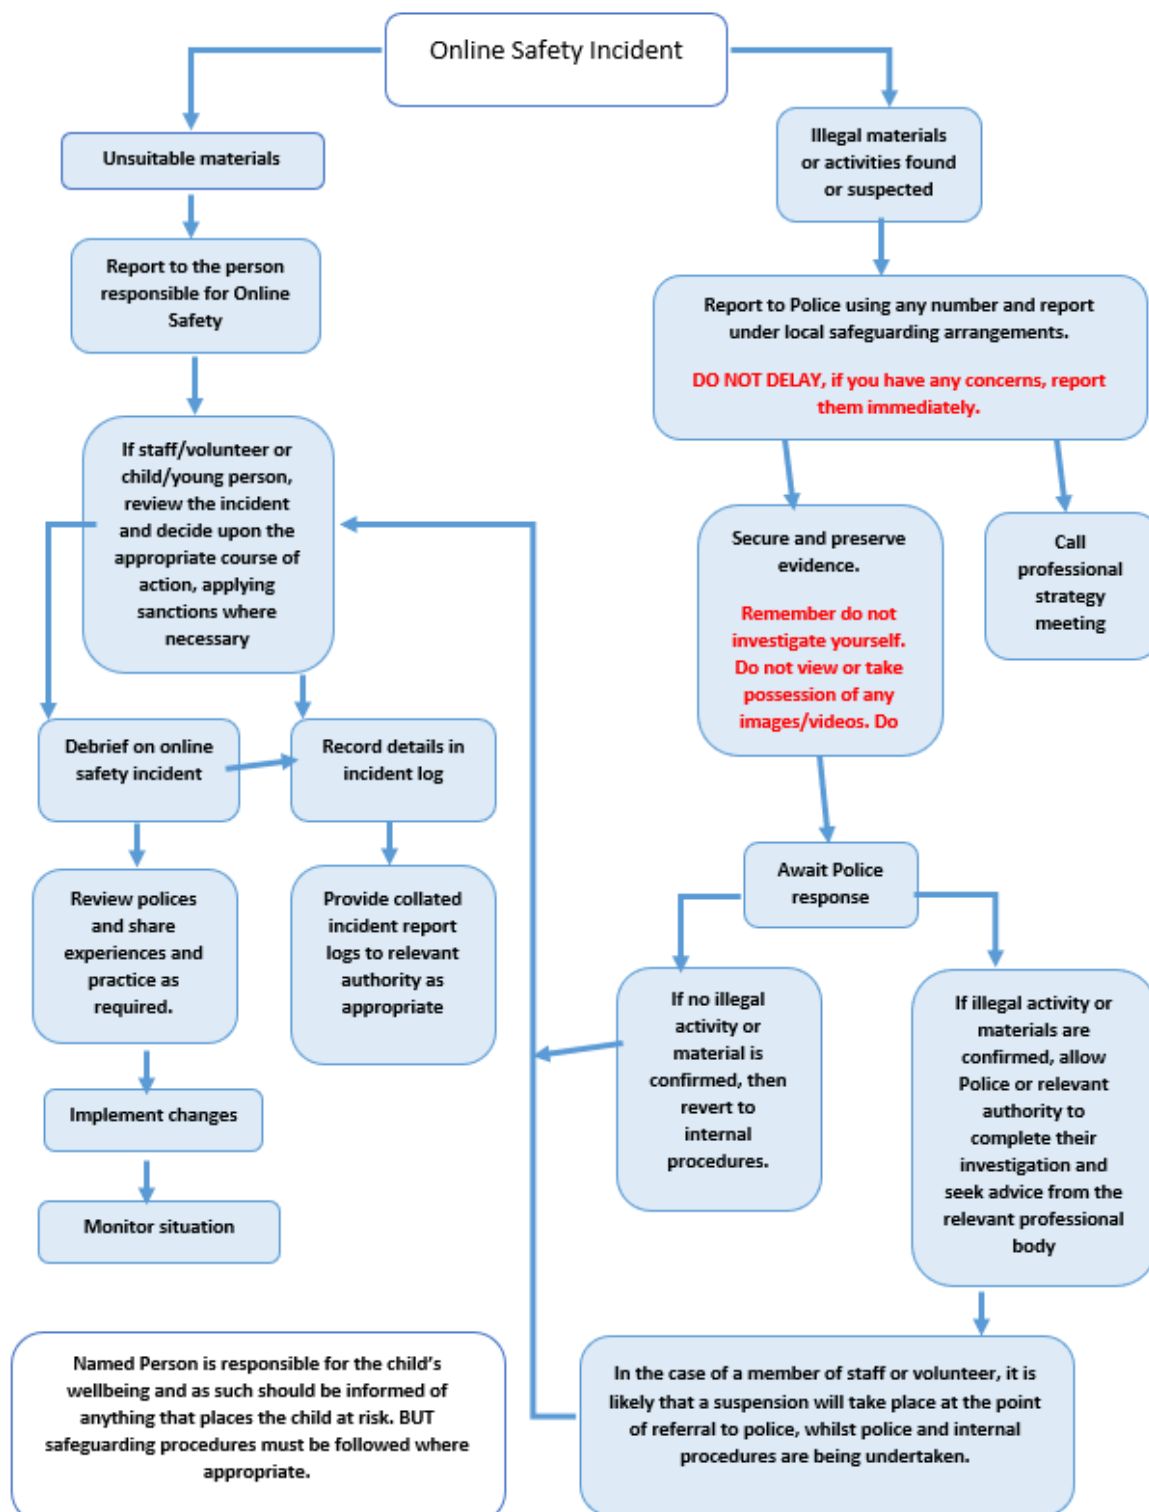 Online Safety Incident
Unsuitable materials
Report to the person
responsible for Online
Safety
If staff/volunteer or
child/young person,
review the incident
and decide upon the
appropriate course of
action, applying
sanctions where
necessary
Debrief on online
safety incident
Record details in
incident log
Review polices
and share
experiences and
practice as
required.
Provide collated
incident report
logs to relevant
authority as
appropriate
Implement changes
Monitor situation
Named Person is responsible for the child's
wellbeing and as such should be informed of
anything that places the child at risk. BUT
safeguarding procedures must be followed where
appropriate.
Illegal materials
or activities found
or suspected
Report to Police using any number and report
under local safeguarding arrangements.
DO NOT DELAY, if you have any concerns, report
them immediately.
Secure and preserve
evidence.
Remember do not
investigate yourself.
Do not view or take
possession of any
images/videos. Do
Call
professional
strategy
meeting
Await Police
response
If no illegal
activity or
material is
confirmed, then
revert to
internal
procedures.
If illegal activity or
materials are
confirmed, allow
Police or relevant
authority to
complete their
investigation and
seek advice from the
relevant professional
body
In the case of a member of staff or volunteer, it is
likely that a suspension will take place at the point
of referral to police, whilst police and internal
procedures are being undertaken.